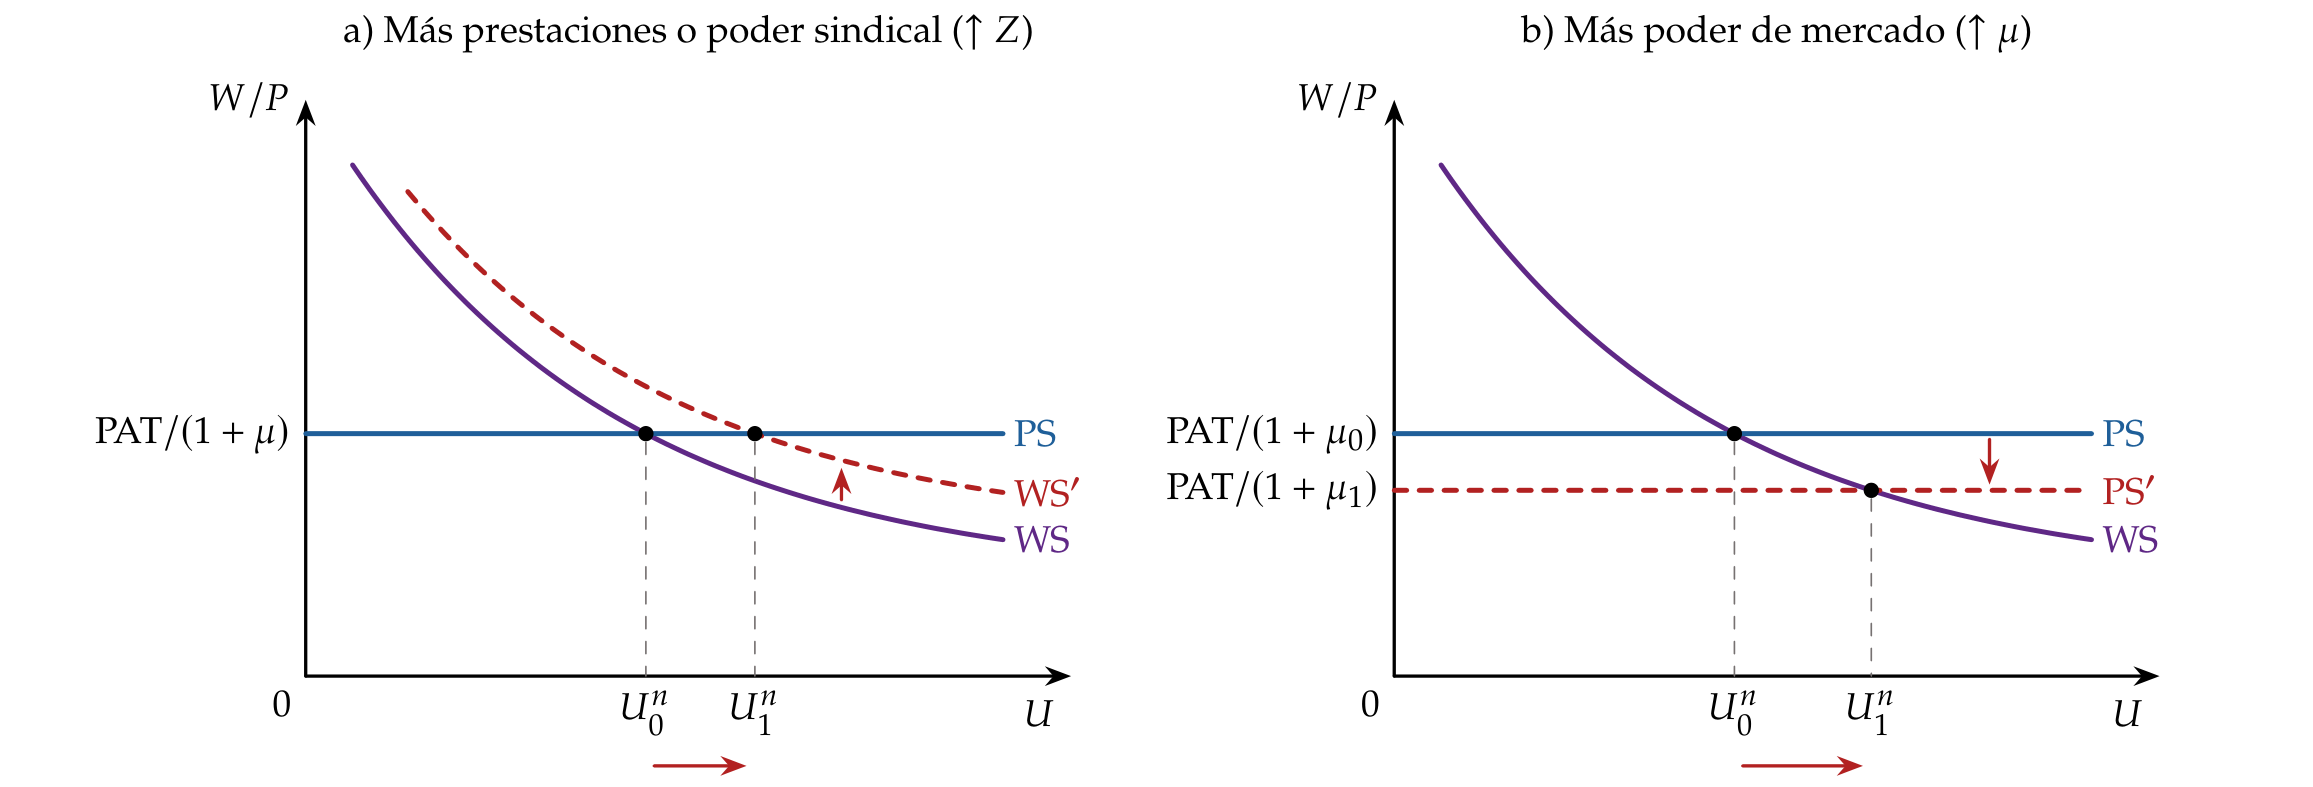 a) Más prestaciones o poder sindical (↑ Z)
W/P
PAT/(1 + μ)
PS
WS′
WS
0
U₀ⁿ
U₁ⁿ
U
b) Más poder de mercado (↑ μ)
W/P
PAT/(1 + μ₀)
PS
PAT/(1 + μ₁)
PS′
WS
0
U₀ⁿ
U₁ⁿ
U